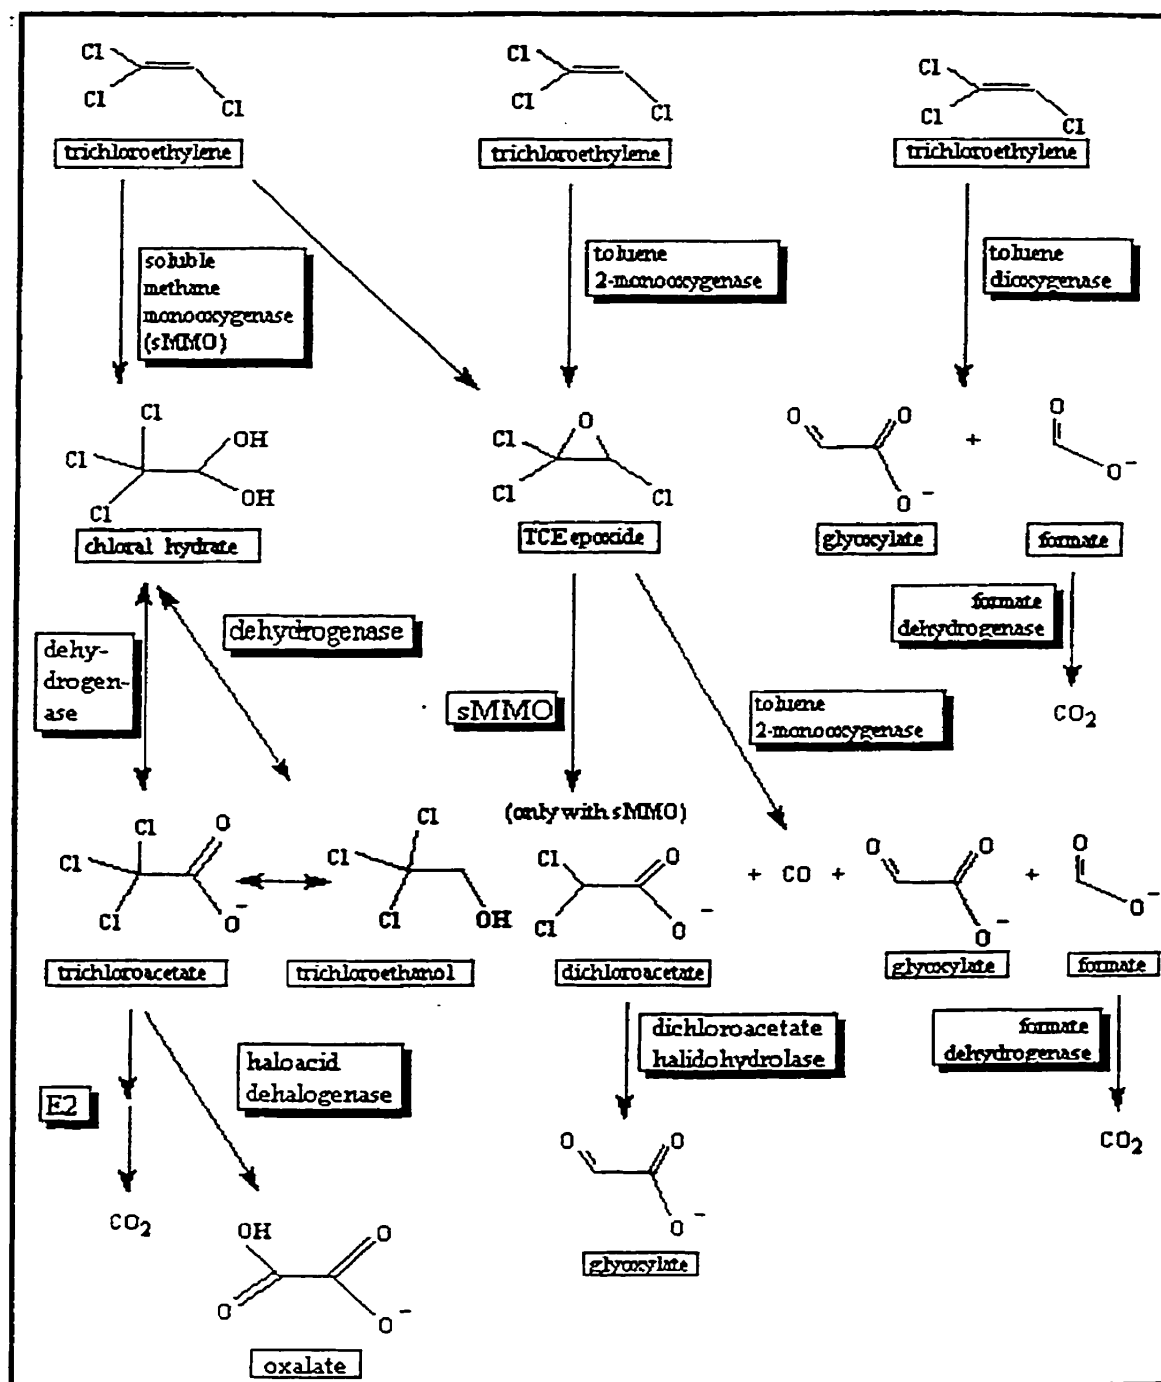 Cl
Cl
Cl
trichloroethylene
Cl
Cl
Cl
trichloroethylene
Cl
Cl
Cl
trichloroethylene
soluble
methane
monooxygenase
(sMMO)
toluene
2-monooxygenase
toluene
dioxygenase
Cl
Cl
Cl
OH
OH
chloral hydrate
O
Cl
Cl
Cl
TCE epoxide
O
O
O⁻
glyoxylate
+
O
O⁻
formate
dehy-
drogen-
ase
dehydrogenase
sMMO
toluene
2-monooxygenase
formate
dehydrogenase
CO₂
(only with sMMO)
Cl
Cl
Cl
O
O⁻
trichloroacetate
Cl
Cl
Cl
OH
trichloroethanol
Cl
Cl
O
O⁻
dichloroacetate
+ CO +
O
O
O⁻
glyoxylate
+
O
O⁻
formate
E2
CO₂
haloacid
dehalogenase
OH
O
O
O⁻
oxalate
dichloroacetate
halidohydrolase
O
O
O⁻
glyoxylate
formate
dehydrogenase
CO₂